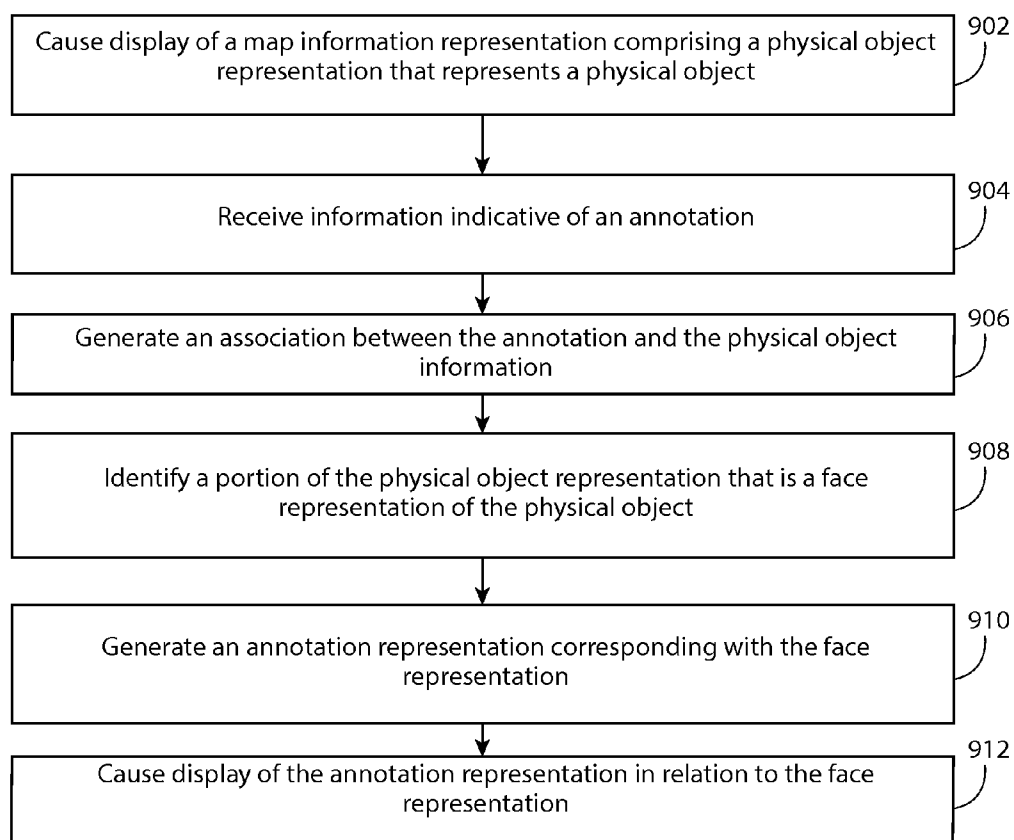 Cause display of a map information representation comprising a physical object
representation that represents a physical object
902
Receive information indicative of an annotation
904
Generate an association between the annotation and the physical object
information
906
Identify a portion of the physical object representation that is a face
representation of the physical object
908
Generate an annotation representation corresponding with the face
representation
910
Cause display of the annotation representation in relation to the face
representation
912